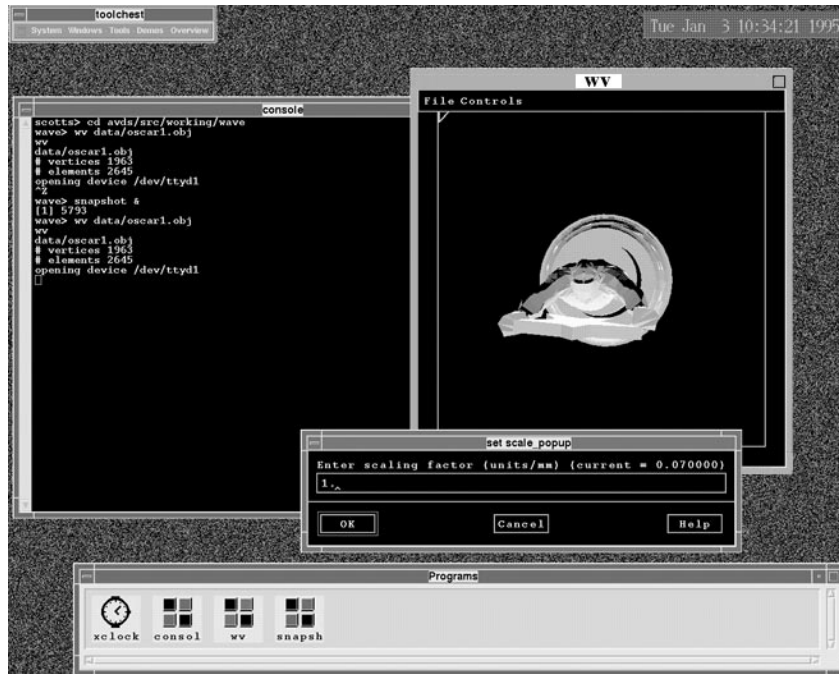 toolchest
System Windows Tools Demos Overview
Tue Jan 3 10:34:21 1995
console
scotts> cd avds/src/working/wave
wave> wv data/oscar1.obj
wv
data/oscar1.obj
# vertices 1963
# elements 2645
opening device /dev/ttyd1
^Z
wave> snapshot &
[1] 5793
wave> wv data/oscar1.obj
wv
data/oscar1.obj
# vertices 1963
# elements 2645
opening device /dev/ttyd1
WV
File Controls
set scale_popup
Enter scaling factor (units/mm) (current = 0.070000)
1.^
OK Cancel Help
Programs
xclock consol wv snapsh